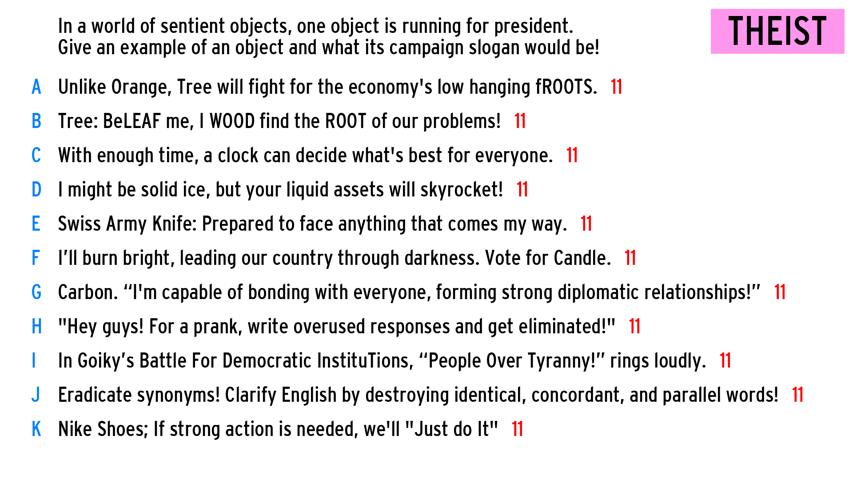 In a world of sentient objects, one object is running for president.
Give an example of an object and what its campaign slogan would be!
THEIST
A Unlike Orange, Tree will fight for the economy's low hanging fROOTS. 11
B Tree: BeLEAF me, I WOOD find the ROOT of our problems! 11
C With enough time, a clock can decide what's best for everyone. 11
D I might be solid ice, but your liquid assets will skyrocket! 11
E Swiss Army Knife: Prepared to face anything that comes my way. 11
F I’ll burn bright, leading our country through darkness. Vote for Candle. 11
G Carbon. “I'm capable of bonding with everyone, forming strong diplomatic relationships!” 11
H "Hey guys! For a prank, write overused responses and get eliminated!" 11
I In Goiky’s Battle For Democratic InstituTions, “People Over Tyranny!” rings loudly. 11
J Eradicate synonyms! Clarify English by destroying identical, concordant, and parallel words! 11
K Nike Shoes; If strong action is needed, we'll "Just do It" 11